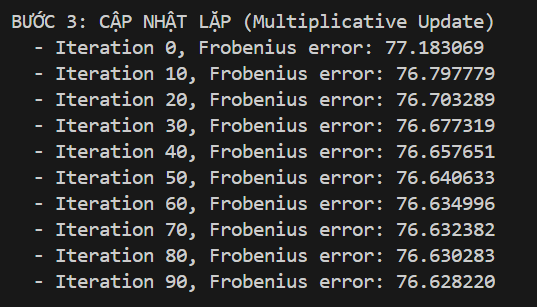 BƯỚC 3: CẬP NHẬT LẶP (Multiplicative Update)
- Iteration 0, Frobenius error: 77.183069
- Iteration 10, Frobenius error: 76.797779
- Iteration 20, Frobenius error: 76.703289
- Iteration 30, Frobenius error: 76.677319
- Iteration 40, Frobenius error: 76.657651
- Iteration 50, Frobenius error: 76.640633
- Iteration 60, Frobenius error: 76.634996
- Iteration 70, Frobenius error: 76.632382
- Iteration 80, Frobenius error: 76.630283
- Iteration 90, Frobenius error: 76.628220